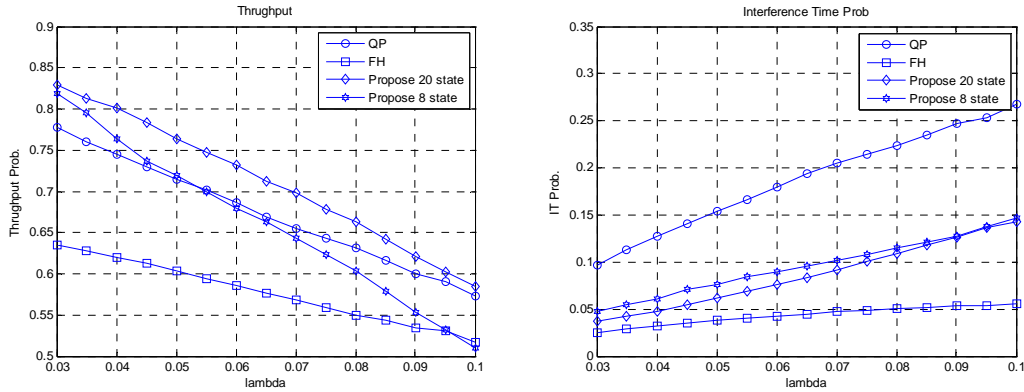 Thrughput
0.9
0.85
0.8
0.75
0.7
0.65
0.6
0.55
0.5
Thrughput Prob.
QP
FH
Propose 20 state
Propose 8 state
0.03 0.04 0.05 0.06 0.07 0.08 0.09 0.1
lambda
Interference Time Prob
0.35
0.3
0.25
0.2
0.15
0.1
0.05
0
IT Prob.
QP
FH
Propose 20 state
Propose 8 state
0.03 0.04 0.05 0.06 0.07 0.08 0.09 0.1
lambda